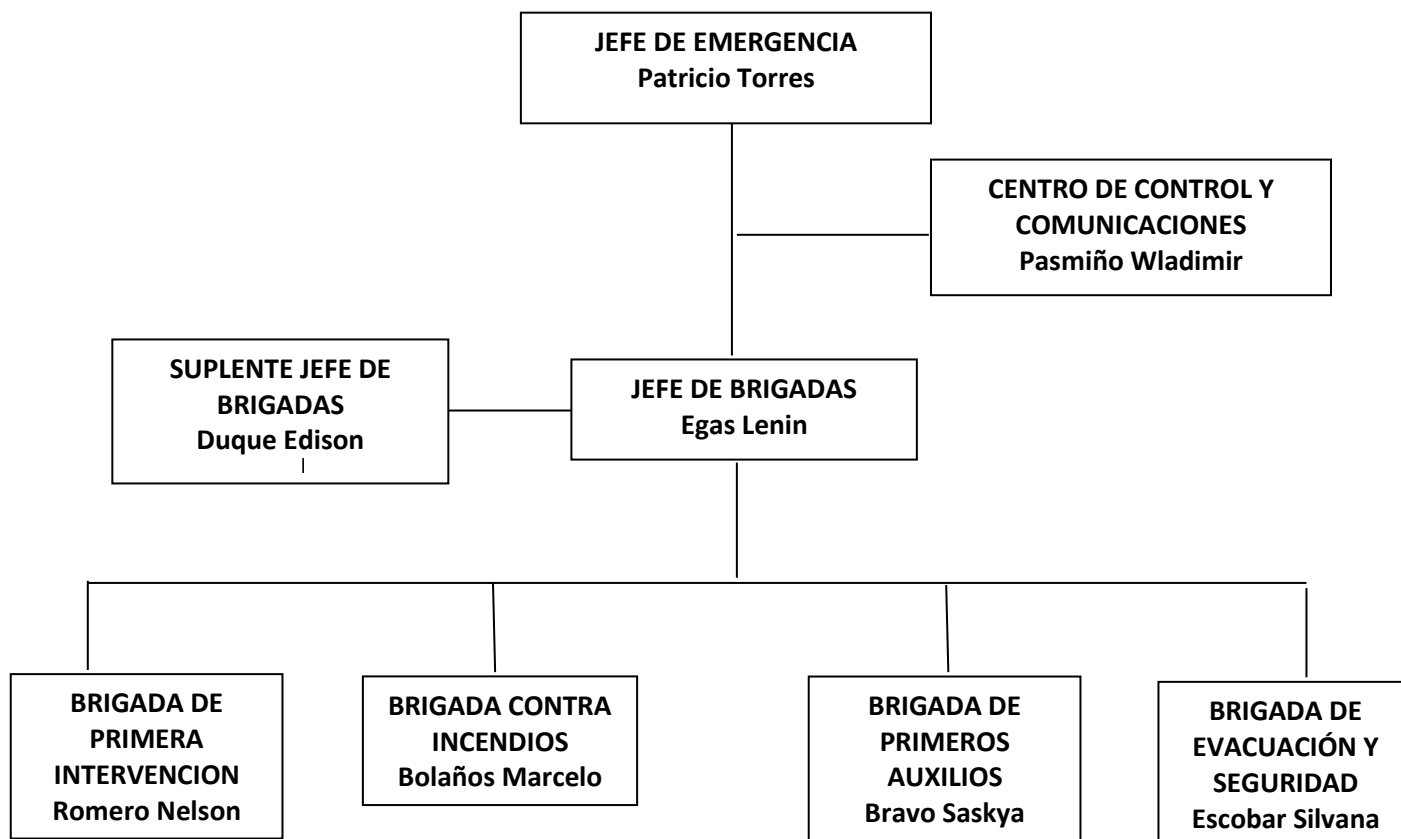 JEFE DE EMERGENCIA
Patricio Torres
CENTRO DE CONTROL Y
COMUNICACIONES
Pasmiño Wladimir
SUPLENTE JEFE DE
BRIGADAS
Duque Edison
JEFE DE BRIGADAS
Egas Lenin
BRIGADA DE
PRIMERA
INTERVENCION
Romero Nelson
BRIGADA CONTRA
INCENDIOS
Bolaños Marcelo
BRIGADA DE
PRIMEROS
AUXILIOS
Bravo Saskya
BRIGADA DE
EVACUACIÓN Y
SEGURIDAD
Escobar Silvana